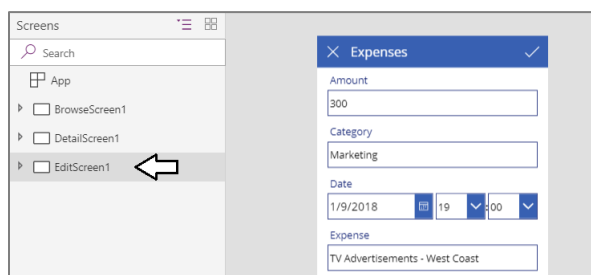 Screens
Search
App
BrowseScreen1
DetailScreen1
EditScreen1
Expenses
Amount
300
Category
Marketing
Date
1/9/2018 19 : 00
Expense
TV Advertisements - West Coast